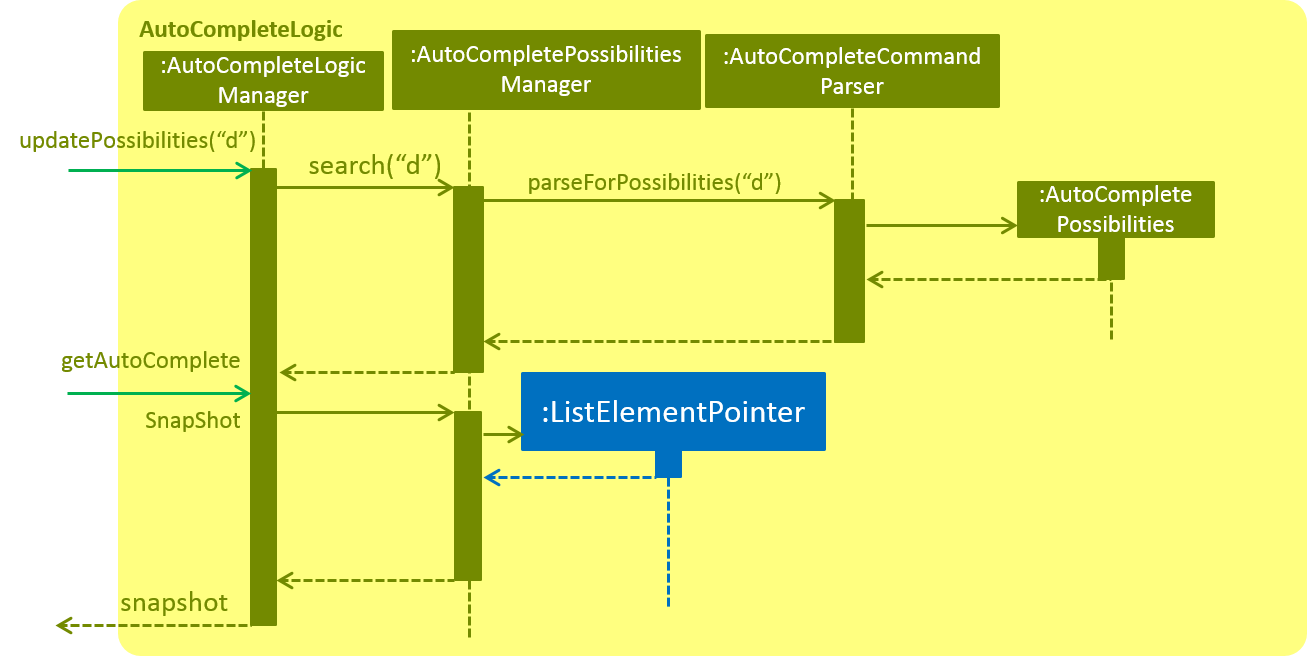 AutoCompleteLogic
:AutoCompleteLogic
Manager
:AutoCompletePossibilities
Manager
:AutoCompleteCommand
Parser
updatePossibilities(“d”)
search(“d”)
parseForPossibilities(“d”)
:AutoComplete
Possibilities
getAutoComplete
SnapShot
:ListElementPointer
snapshot